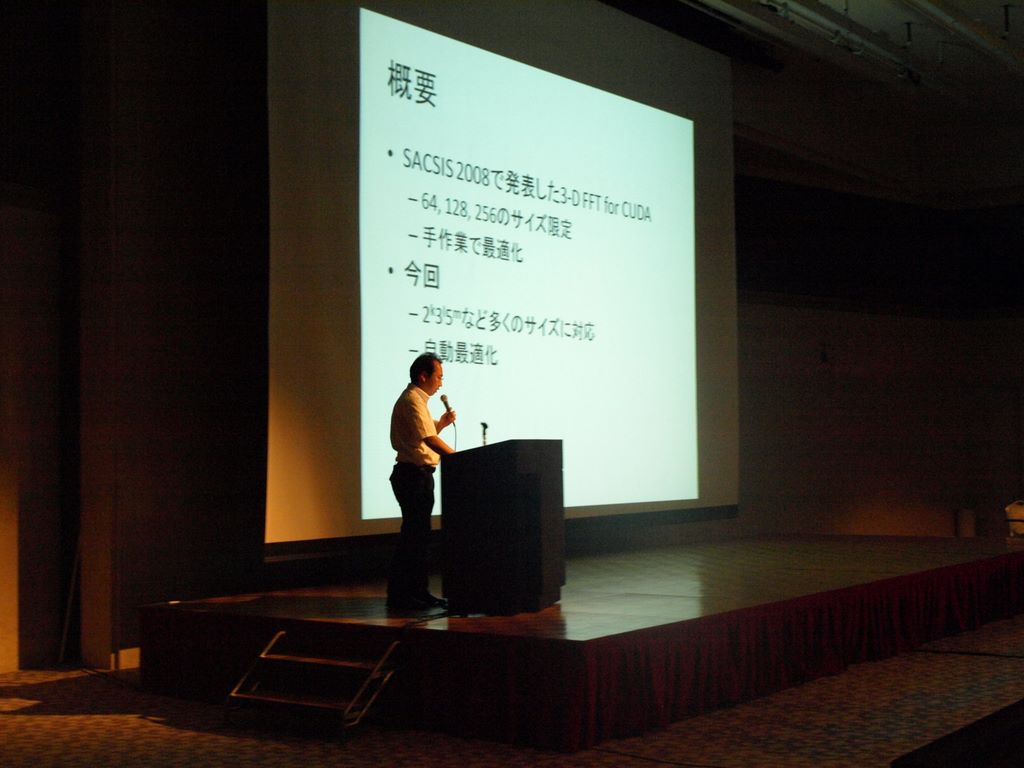 概要
• SACSIS 2008で発表した3-D FFT for CUDA
– 64, 128, 256のサイズ限定
– 手作業で最適化
• 今回
– 2ᵏ3ˡ5ᵐなど多くのサイズに対応
– 自動最適化